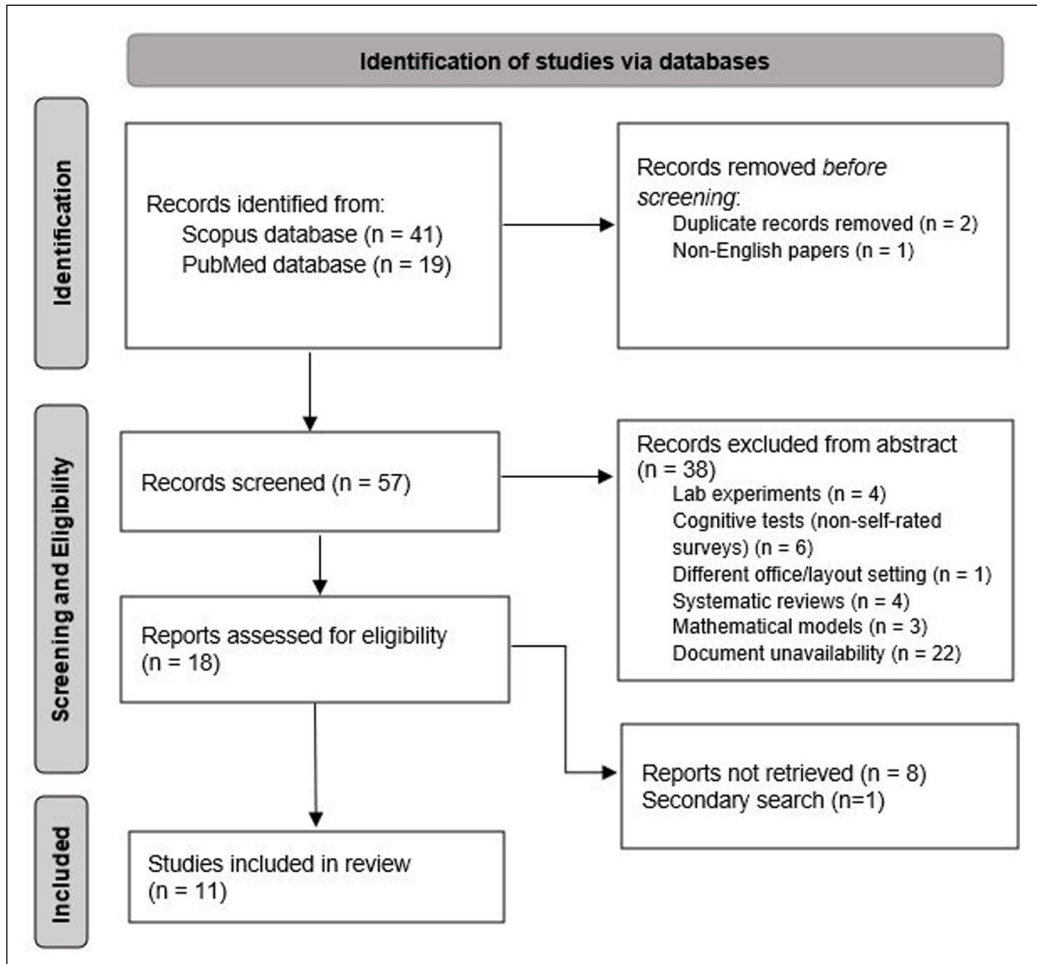 Identification of studies via databases
Identification
Records identified from:
Scopus database (n = 41)
PubMed database (n = 19)
Records removed before
screening:
Duplicate records removed (n = 2)
Non-English papers (n = 1)
Screening and Eligibility
Records screened (n = 57)
Records excluded from abstract
(n = 38)
Lab experiments (n = 4)
Cognitive tests (non-self-rated
surveys) (n = 6)
Different office/layout setting (n = 1)
Systematic reviews (n = 4)
Mathematical models (n = 3)
Document unavailability (n = 22)
Reports assessed for eligibility
(n = 18)
Reports not retrieved (n = 8)
Secondary search (n=1)
Included
Studies included in review
(n = 11)